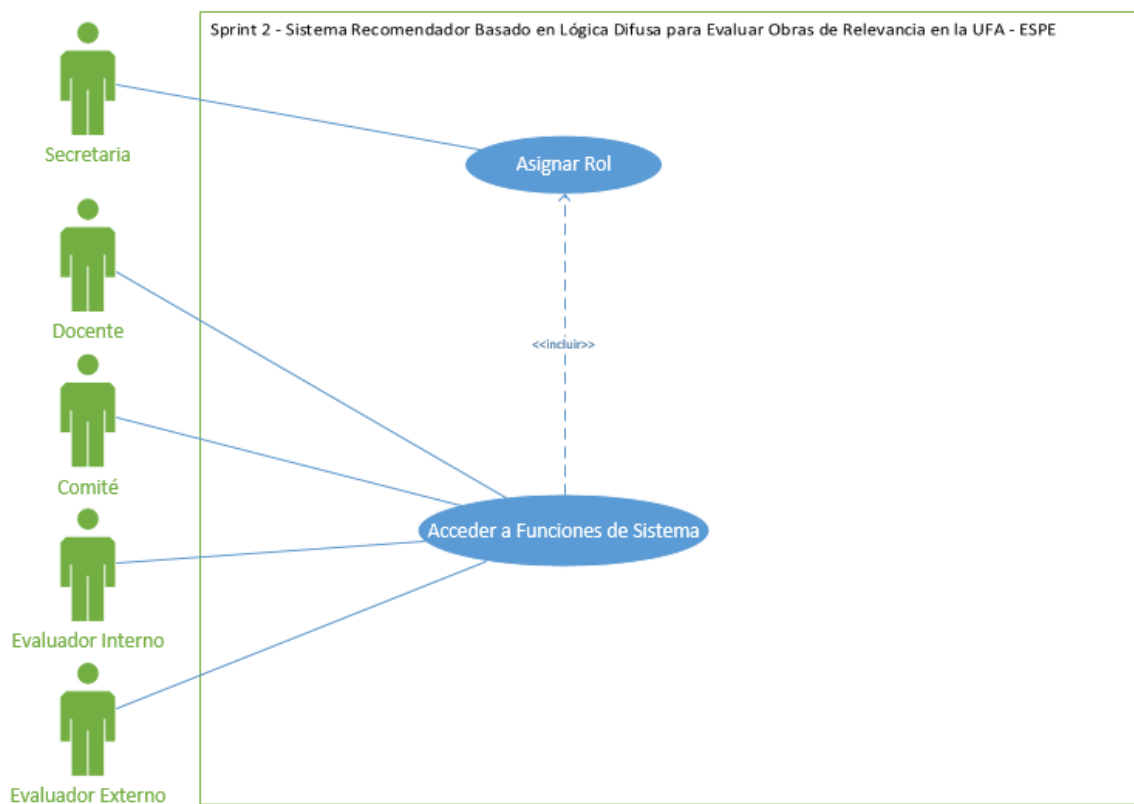 Sprint 2 - Sistema Recomendador Basado en Lógica Difusa para Evaluar Obras de Relevancia en la UFA - ESPE
Secretaria
Asignar Rol
Docente
<<incluir>>
Comité
Acceder a Funciones de Sistema
Evaluador Interno
Evaluador Externo